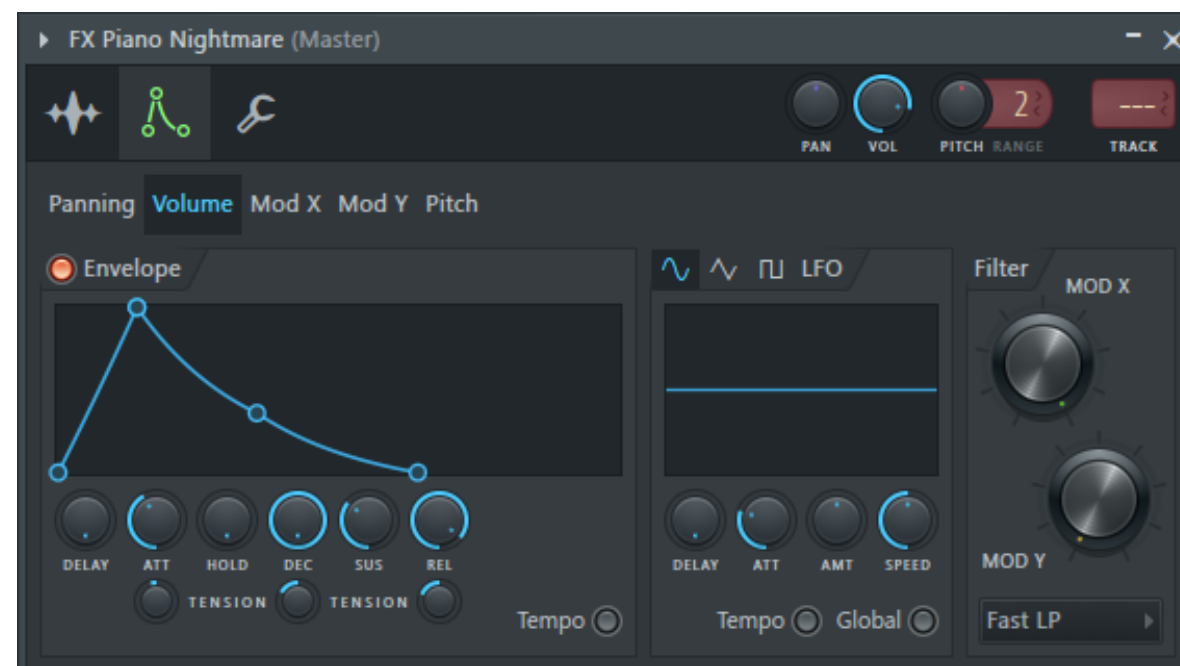 FX Piano Nightmare (Master)
2
---
PAN VOL PITCH RANGE TRACK
Panning Volume Mod X Mod Y Pitch
Envelope
LFO
Filter
MOD X
DELAY ATT HOLD DEC SUS REL
TENSION TENSION
Tempo
DELAY ATT AMT SPEED
Tempo Global
MOD Y
Fast LP